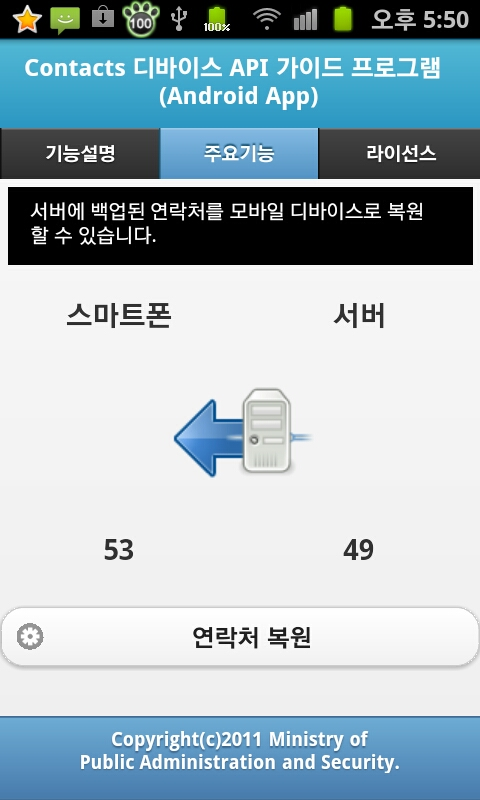 100
100%
오후 5:50
Contacts 디바이스 API 가이드 프로그램
(Android App)
기능설명 주요기능 라이선스
서버에 백업된 연락처를 모바일 디바이스로 복원
할 수 있습니다.
스마트폰 서버
53 49
연락처 복원
Copyright(c)2011 Ministry of
Public Administration and Security.